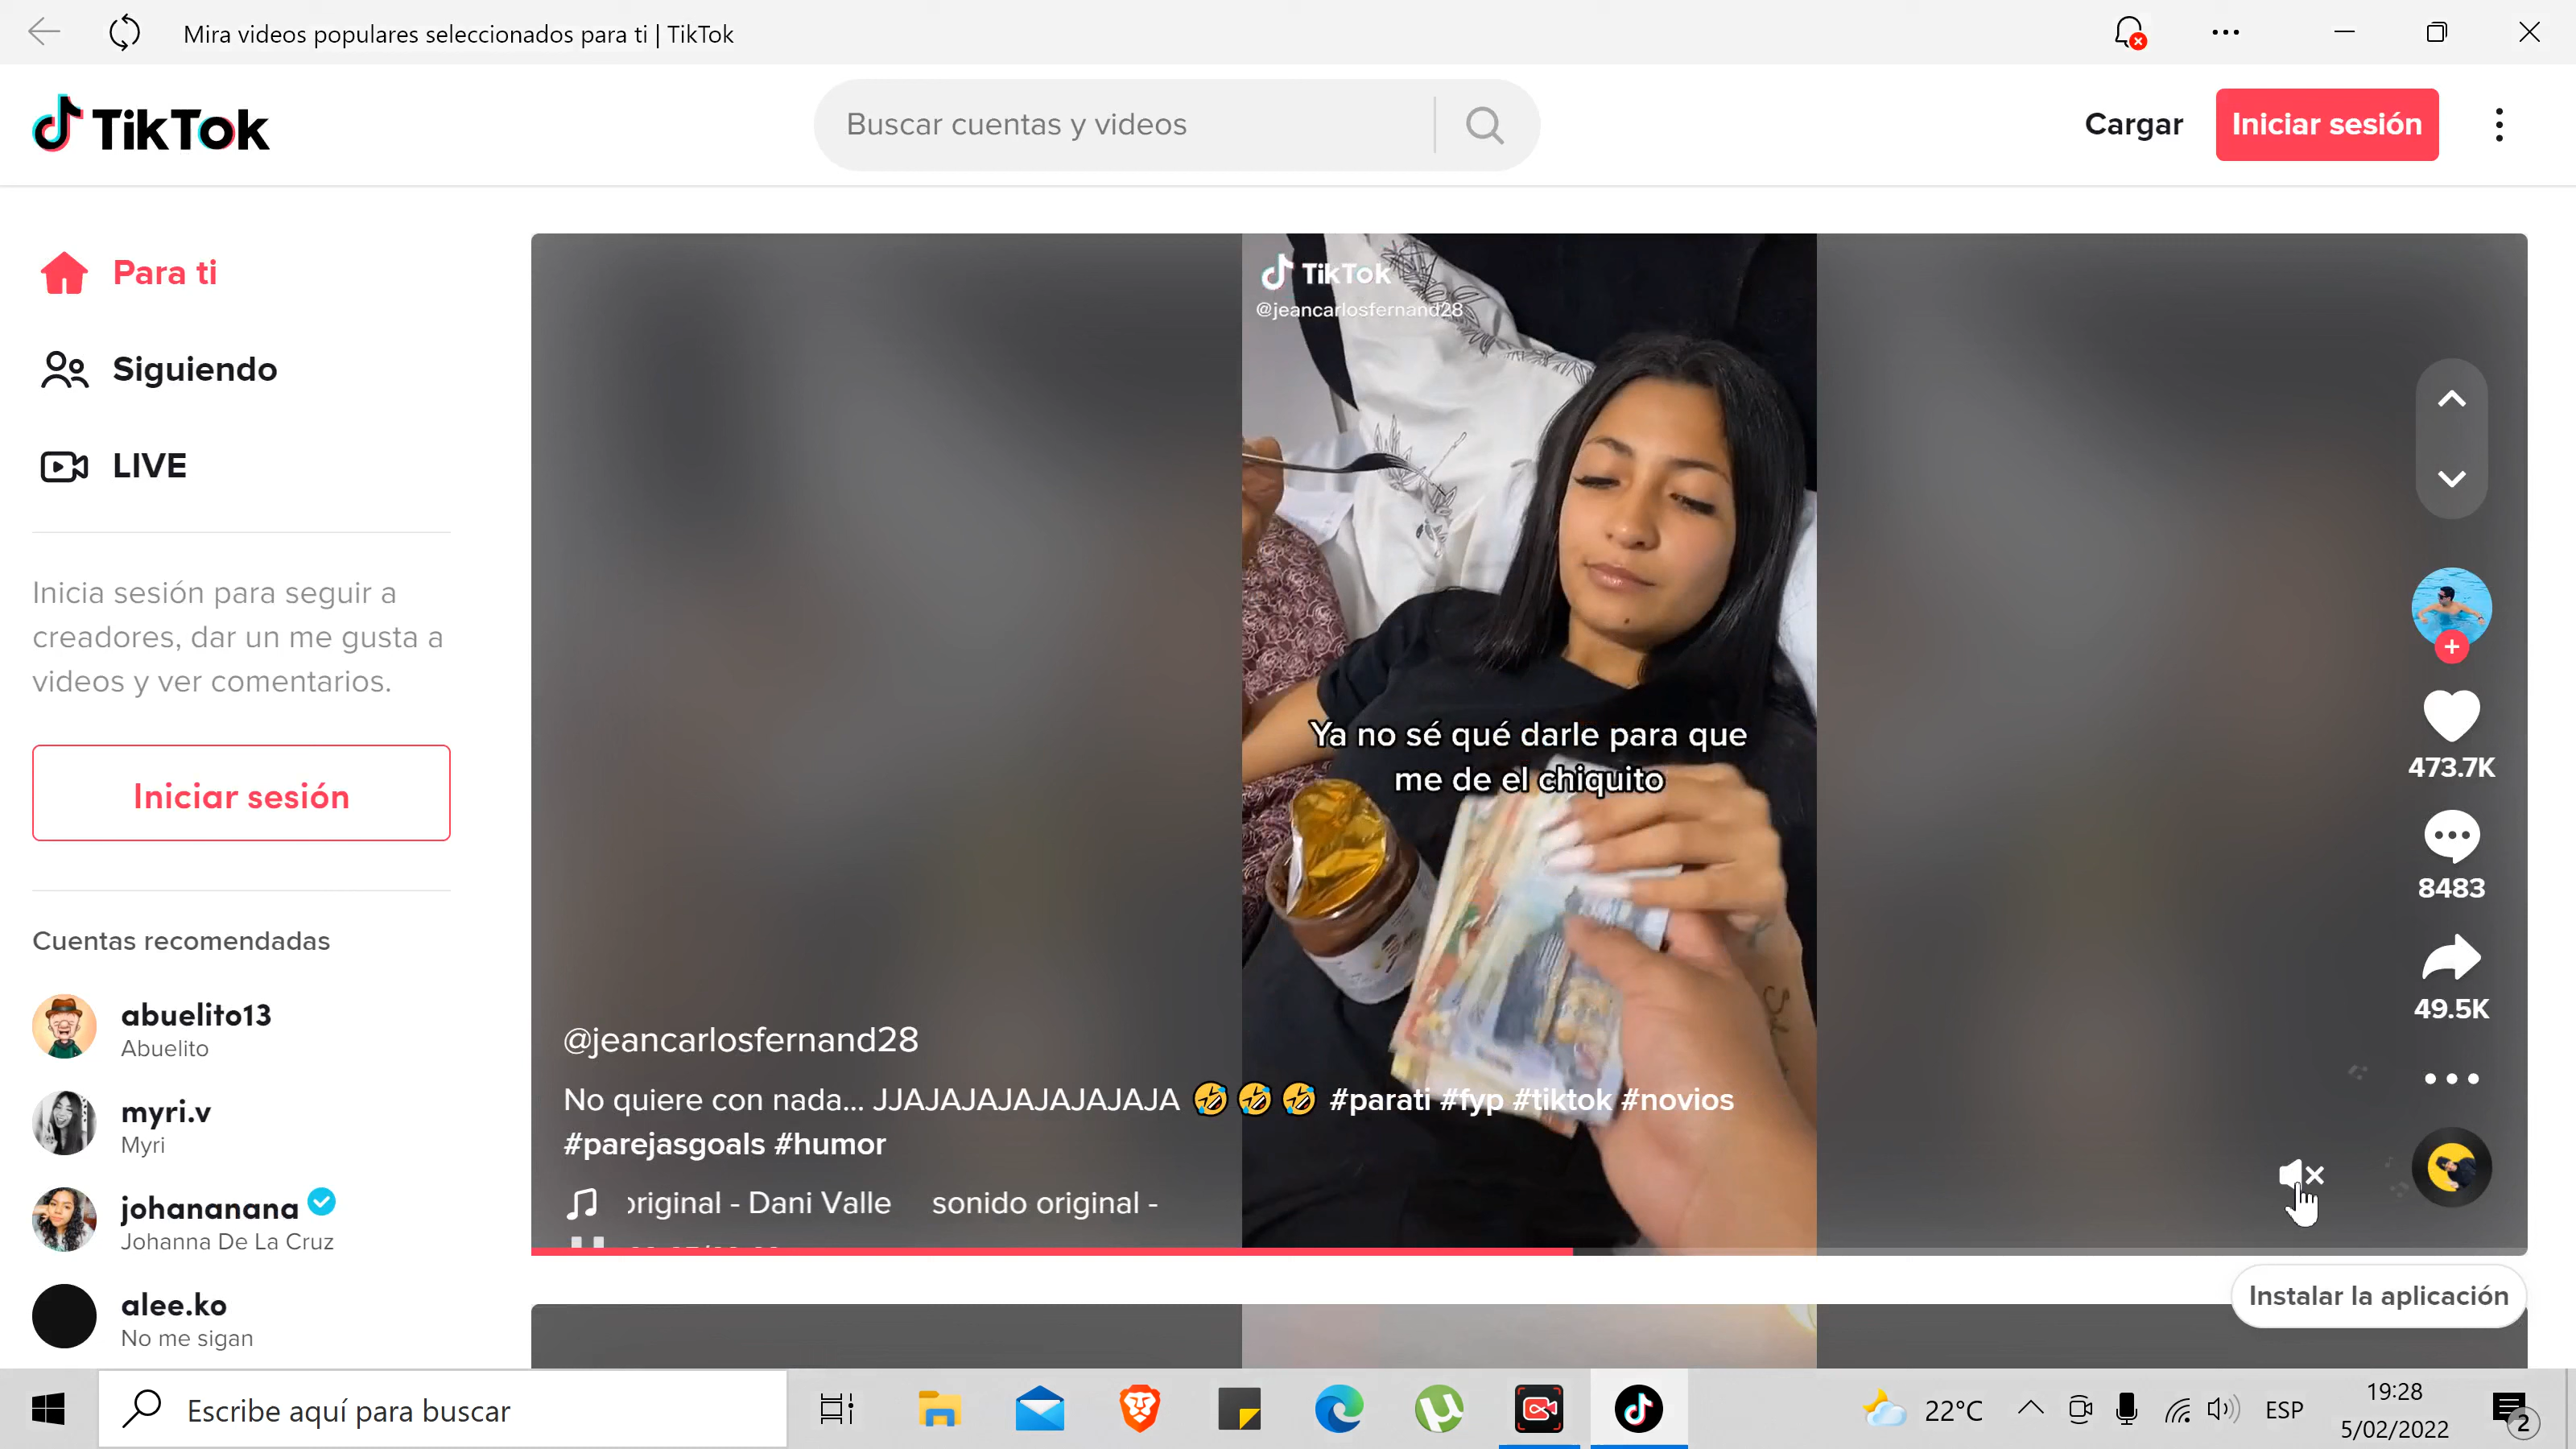 Mira videos populares seleccionados para ti | TikTok
TikTok
Buscar cuentas y videos
Cargar
Iniciar sesión
Para ti
Siguiendo
LIVE
Inicia sesión para seguir a
creadores, dar un me gusta a
videos y ver comentarios.
Iniciar sesión
Cuentas recomendadas
abuelito13
Abuelito
myri.v
Myri
johananana
Johanna De La Cruz
alee.ko
No me sigan
TikTok
@jeancarlosfernand28
Ya no sé qué darle para que
me de el chiquito
@jeancarlosfernand28
No quiere con nada... JJAJAJAJAJAJAJAJA 🤣🤣🤣 #parati #fyp #tiktok #novios
#parejasgoals #humor
original - Dani Valle sonido original -
473.7K
8483
49.5K
Instalar la aplicación
Escribe aquí para buscar
22°C
ESP
19:28
5/02/2022
2